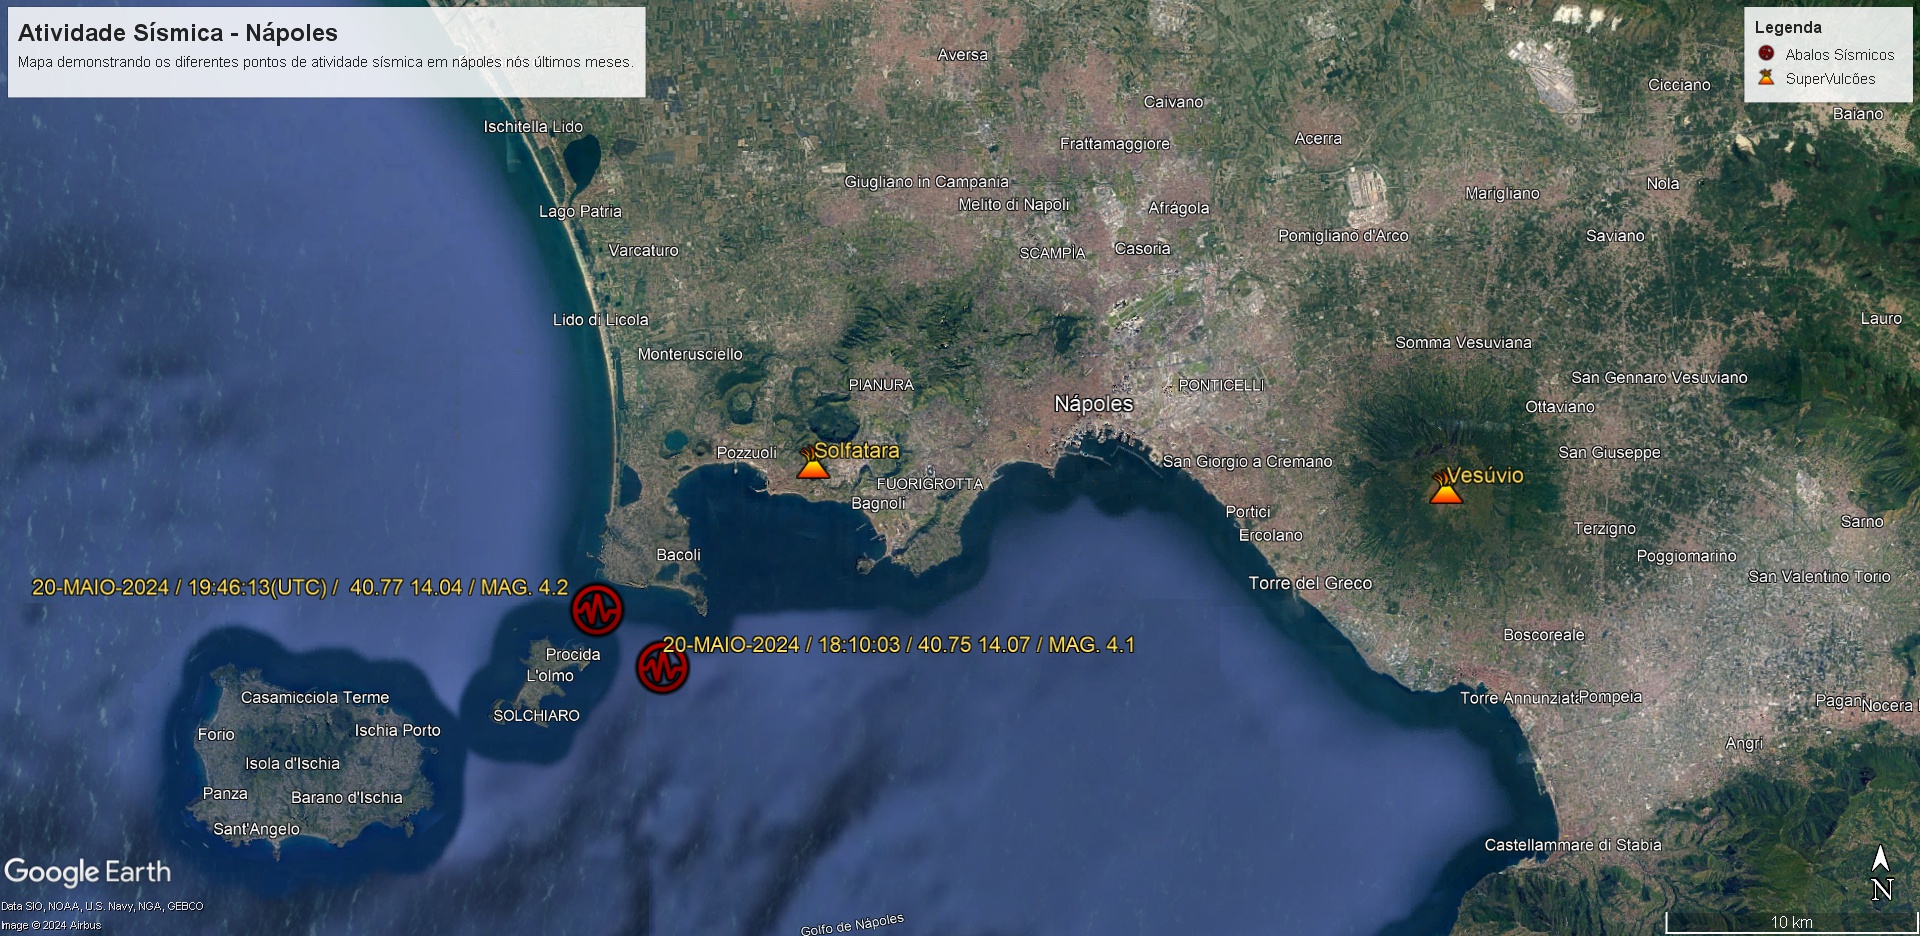 Atividade Sísmica - Nápoles
Mapa demonstrando os diferentes pontos de atividade sísmica em nápoles nós últimos meses.
Legenda
Abalos Sísmicos
SuperVulcões
Aversa
Cicciano
Caivano
Baiano
Ischitella Lido
Acerra
Frattamaggiore
Giugliano in Campania
Nola
Marigliano
Melito di Napoli
Afrágola
Lago Patria
Pomigliano d'Arco
Saviano
Varcaturo
SCAMPÌA
Casoria
Lido di Licola
Lauro
Somma Vesuviana
Monterusciello
San Gennaro Vesuviano
PIANURA
PONTICELLI
Nápoles
Ottaviano
Solfatara
Pozzuoli
San Giuseppe
San Giorgio a Cremano
Vesúvio
FUORIGROTTA
Bagnoli
Portici
Sarno
Terzigno
Ercolano
Bacoli
Poggiomarino
San Valentino Torio
Torre del Greco
20-MAIO-2024 / 19:46:13(UTC) /  40.77 14.04 / MAG. 4.2
Boscoreale
20-MAIO-2024 / 18:10:03 / 40.75 14.07 / MAG. 4.1
Procida
L'olmo
Casamicciola Terme
Torre Annunziata
Pompeia
Pagani
Nocera
SOLCHIARO
Ischia Porto
Forio
Angri
Isola d'Ischia
Panza
Barano d'Ischia
Sant'Angelo
Castellammare di Stabia
Google Earth
N
Data SIO, NOAA, U.S. Navy, NGA, GEBCO
Image © 2024 Airbus
Golfo de Nápoles
10 km